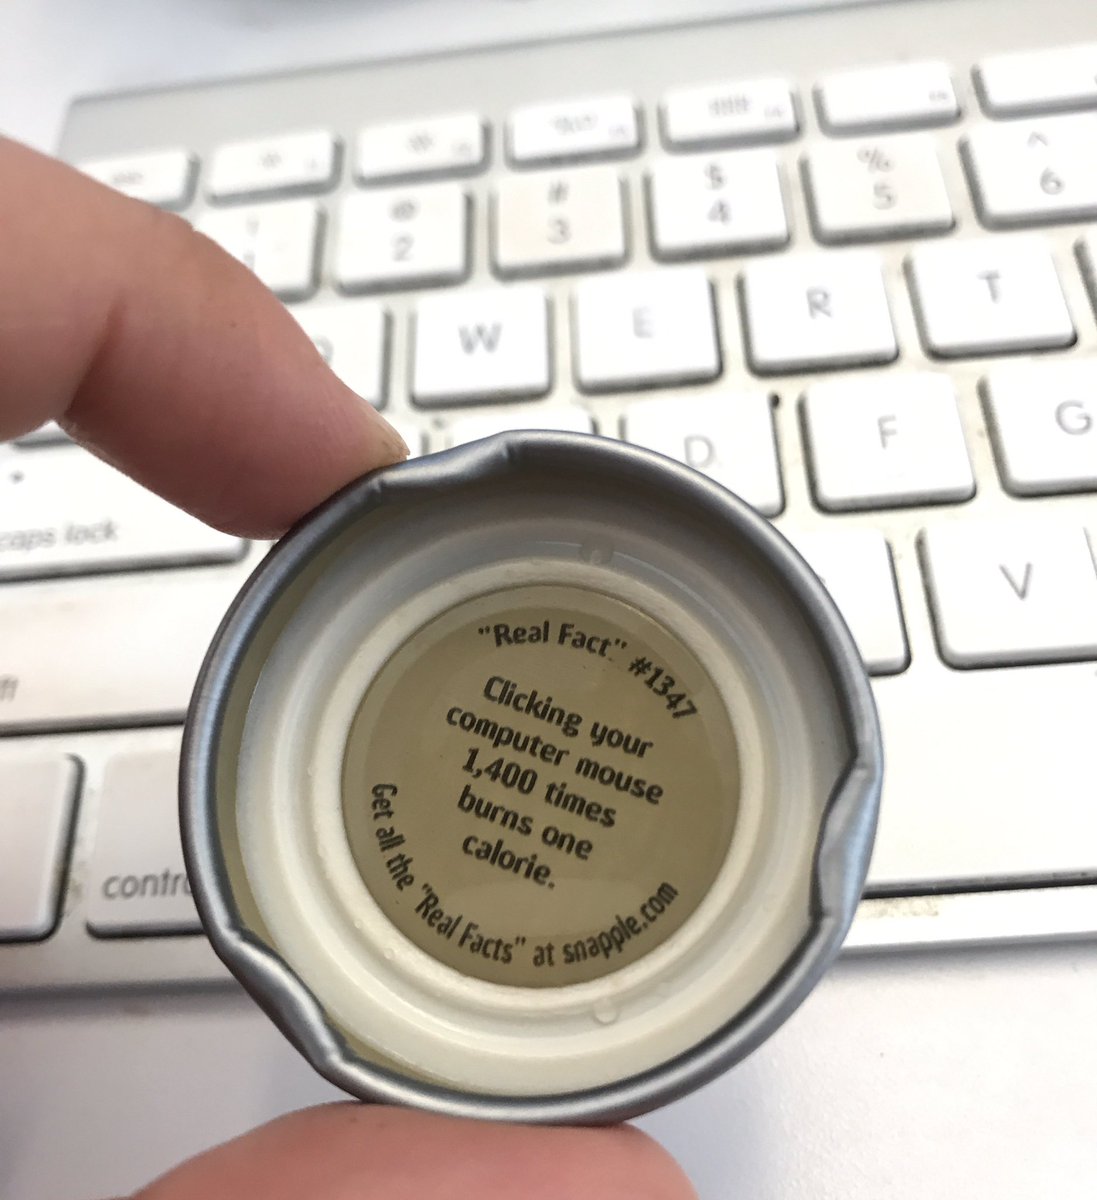 "Real Fact" #1347
Clicking your
computer mouse
1,400 times
burns one
calorie.
Get all the "Real Facts" at snapple.com
@
2
#
3
$
4
%
5
^
6
W
E
R
T
caps lock
D
F
G
V